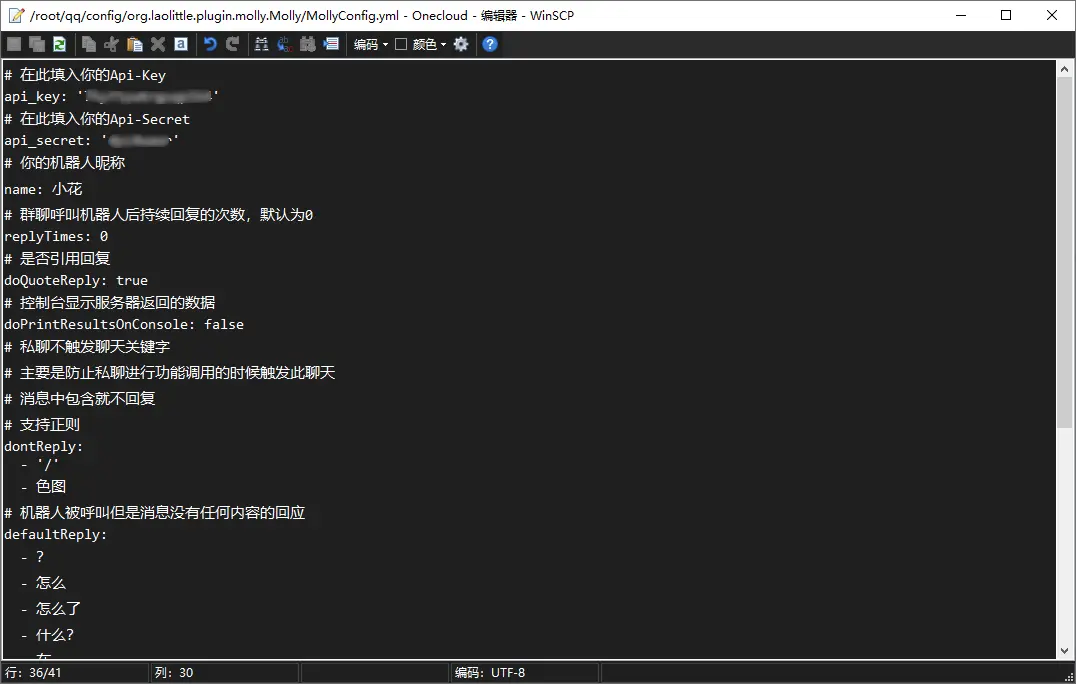 /root/qq/config/org.laolittle.plugin.molly.Molly/MollyConfig.yml - Onecloud - 编辑器 - WinSCP
编码 颜色
# 在此填入你的Api-Key
api_key: ' '
# 在此填入你的Api-Secret
api_secret: ' '
# 你的机器人昵称
name: 小花
# 群聊呼叫机器人后持续回复的次数，默认为0
replyTimes: 0
# 是否引用回复
doQuoteReply: true
# 控制台显示服务器返回的数据
doPrintResultsOnConsole: false
# 私聊不触发聊天关键字
# 主要是防止私聊进行功能调用的时候触发此聊天
# 消息中包含就不回复
# 支持正则
dontReply:
- '/'
- 色图
# 机器人被呼叫但是消息没有任何内容的回应
defaultReply:
- ?
- 怎么
- 怎么了
- 什么?
行: 36/41 列: 30 编码: UTF-8